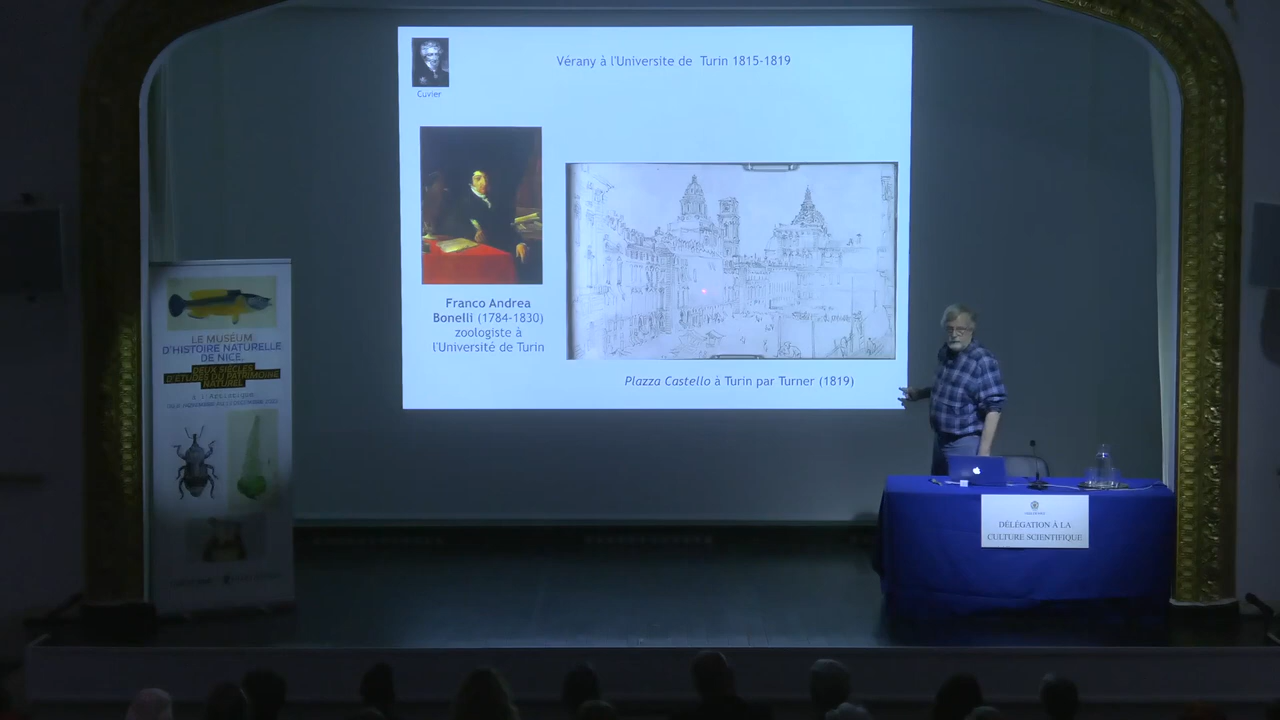 Vérany à l'Universite de Turin 1815-1819
Cuvier
Franco Andrea
Bonelli (1784-1830)
zoologiste à
l'Université de Turin
Plazza Castello à Turin par Turner (1819)
LE MUSÉUM
D'HISTOIRE NATURELLE
DE NICE,
DEUX SIÈCLES
D'ÉTUDES DU PATRIMOINE
NATUREL
DÉLÉGATION À LA
CULTURE SCIENTIFIQUE